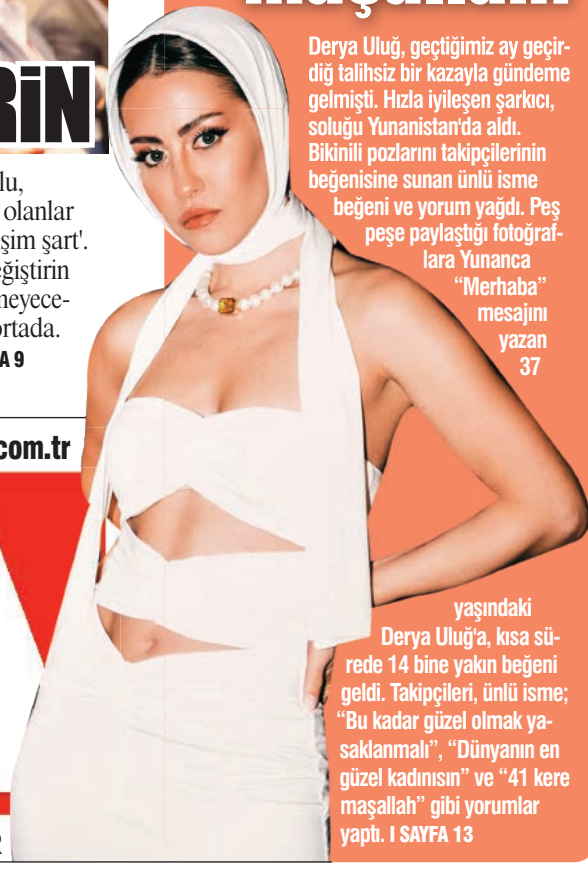 RİN
lu,
olanlar
şim şart'.
eğiştirin
neyece-
ortada.
A 9
com.tr
maşallah
Derya Uluğ, geçtiğimiz ay geçir-
diğ talihsiz bir kazayla gündeme
gelmişti. Hızla iyileşen şarkıcı,
soluğu Yunanistan'da aldı.
Bikinili pozlarını takipçilerinin
beğenisine sunan ünlü isme
beğeni ve yorum yağdı. Peş
peşe paylaştığı fotoğraf-
lara Yunanca
“Merhaba”
mesajını
yazan
37
yaşındaki
Derya Uluğ'a, kısa sü-
rede 14 bine yakın beğeni
geldi. Takipçileri, ünlü isme;
“Bu kadar güzel olmak ya-
saklanmalı”, “Dünyanın en
güzel kadınısın” ve “41 kere
maşallah” gibi yorumlar
yaptı. I SAYFA 13